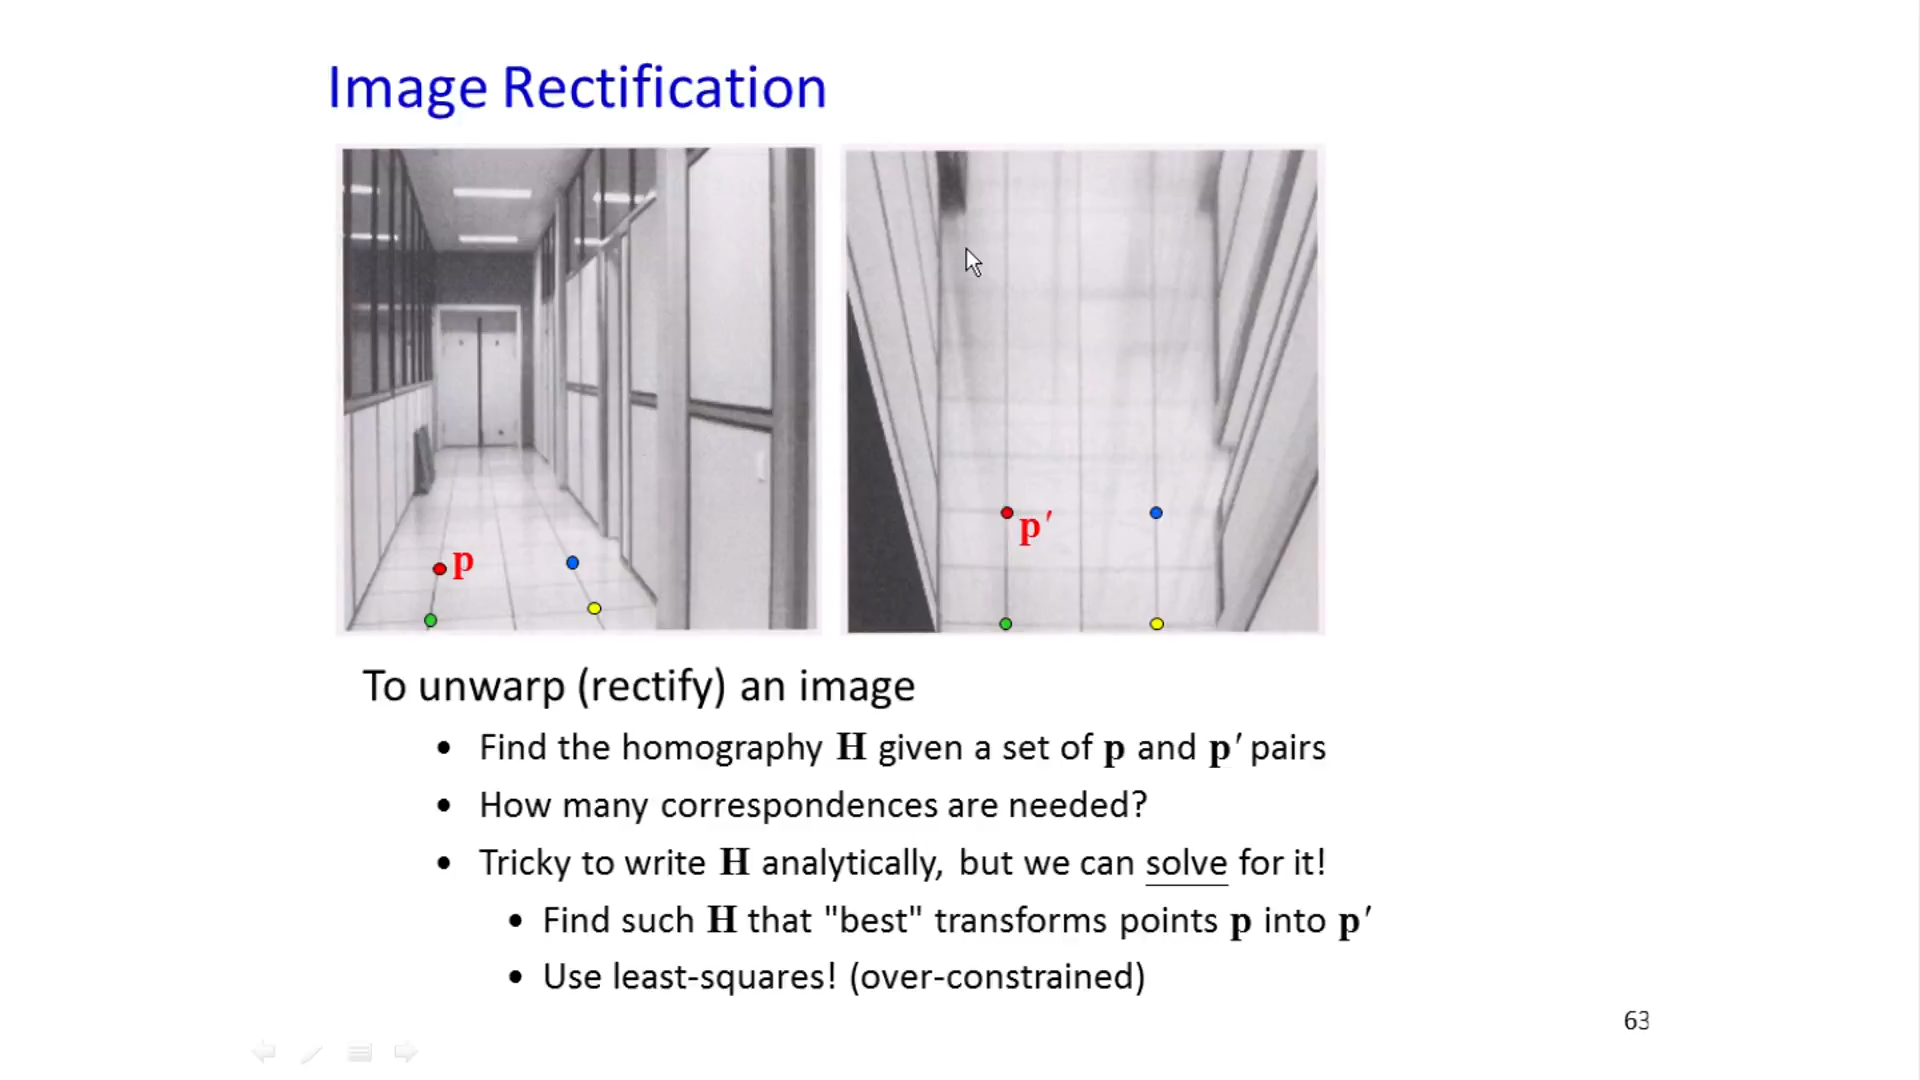 Image Rectification
p
p′
To unwarp (rectify) an image
• Find the homography H given a set of p and p′ pairs
• How many correspondences are needed?
• Tricky to write H analytically, but we can solve for it!
• Find such H that "best" transforms points p into p′
• Use least-squares! (over-constrained)
63